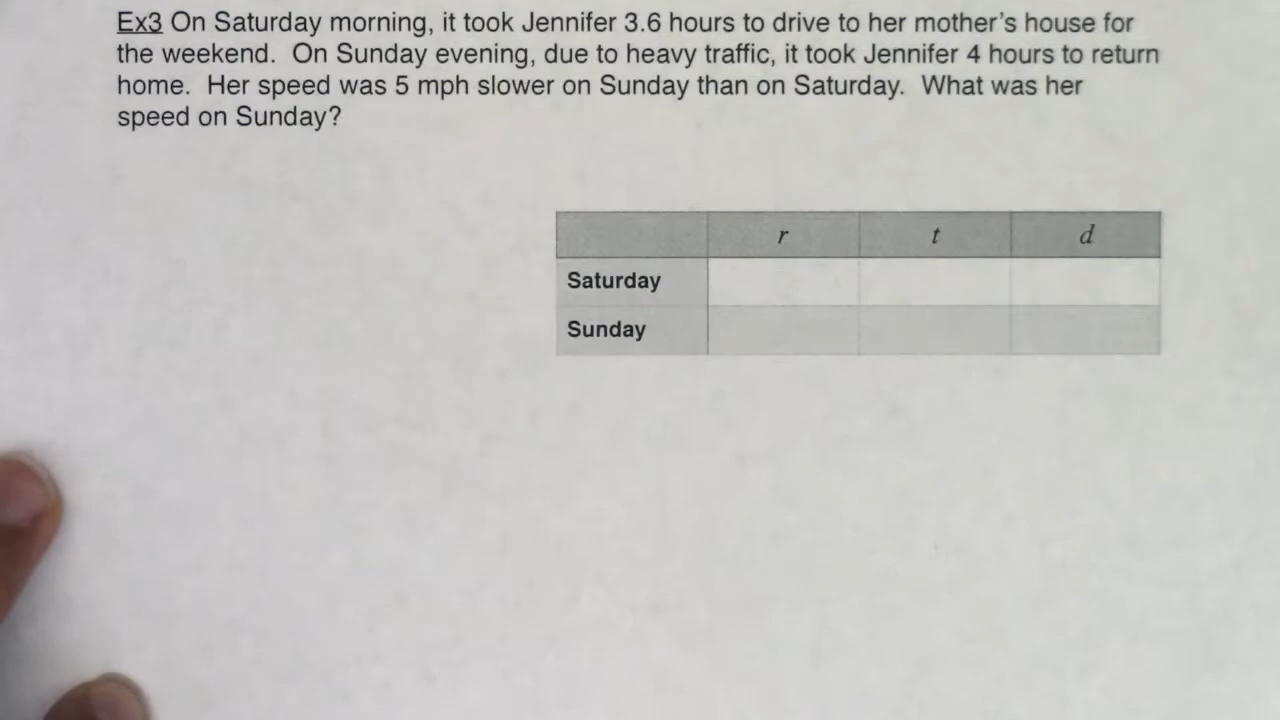 Ex3 On Saturday morning, it took Jennifer 3.6 hours to drive to her mother's house for
the weekend.  On Sunday evening, due to heavy traffic, it took Jennifer 4 hours to return
home.  Her speed was 5 mph slower on Sunday than on Saturday.  What was her
speed on Sunday?
r t d
Saturday
Sunday